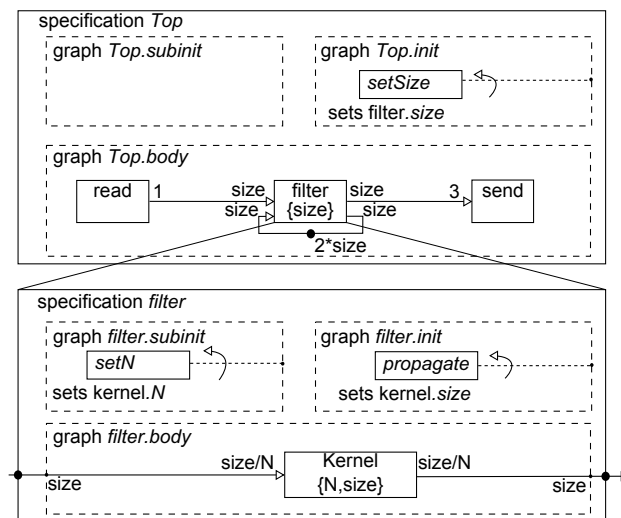 specification Top
graph Top.subinit
graph Top.init
setSize
sets filter.size
graph Top.body
read
1
size
filter
size
3
send
size
{size}
size
2*size
specification filter
graph filter.subinit
graph filter.init
setN
propagate
sets kernel.N
sets kernel.size
graph filter.body
size/N
Kernel
size/N
size
{N,size}
size